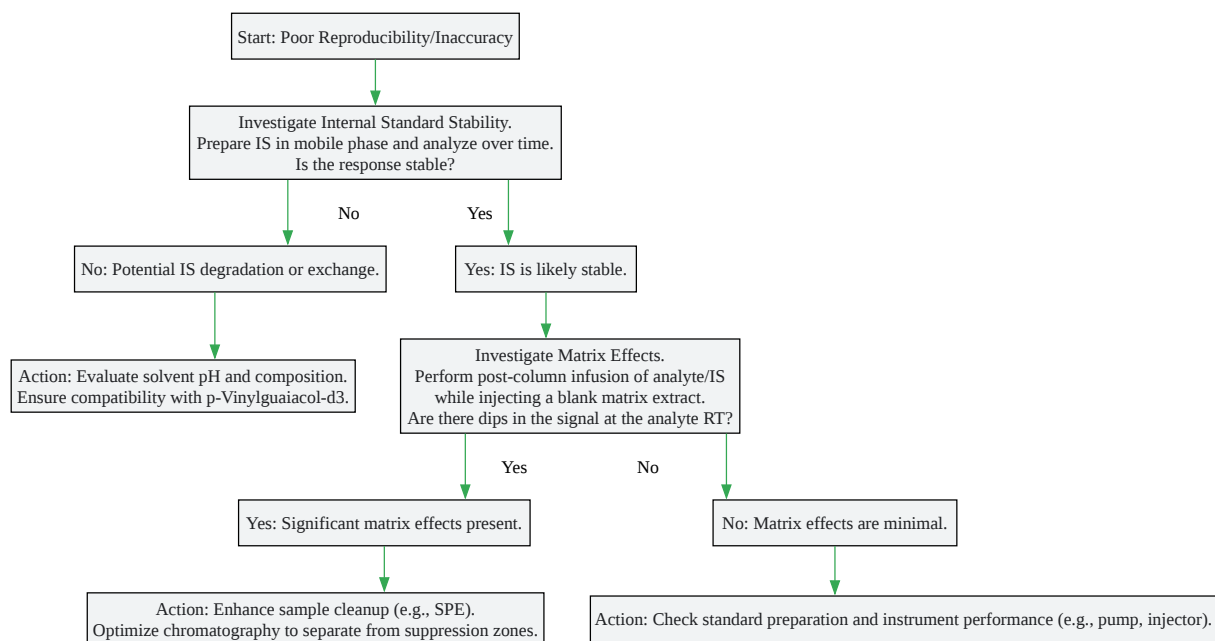 Start: Poor Reproducibility/Inaccuracy
Investigate Internal Standard Stability.
Prepare IS in mobile phase and analyze over time.
Is the response stable?
No
Yes
No: Potential IS degradation or exchange.
Yes: IS is likely stable.
Action: Evaluate solvent pH and composition.
Ensure compatibility with p-Vinylguaiacol-d3.
Investigate Matrix Effects.
Perform post-column infusion of analyte/IS
while injecting a blank matrix extract.
Are there dips in the signal at the analyte RT?
Yes
No
Yes: Significant matrix effects present.
No: Matrix effects are minimal.
Action: Enhance sample cleanup (e.g., SPE).
Optimize chromatography to separate from suppression zones.
Action: Check standard preparation and instrument performance (e.g., pump, injector).